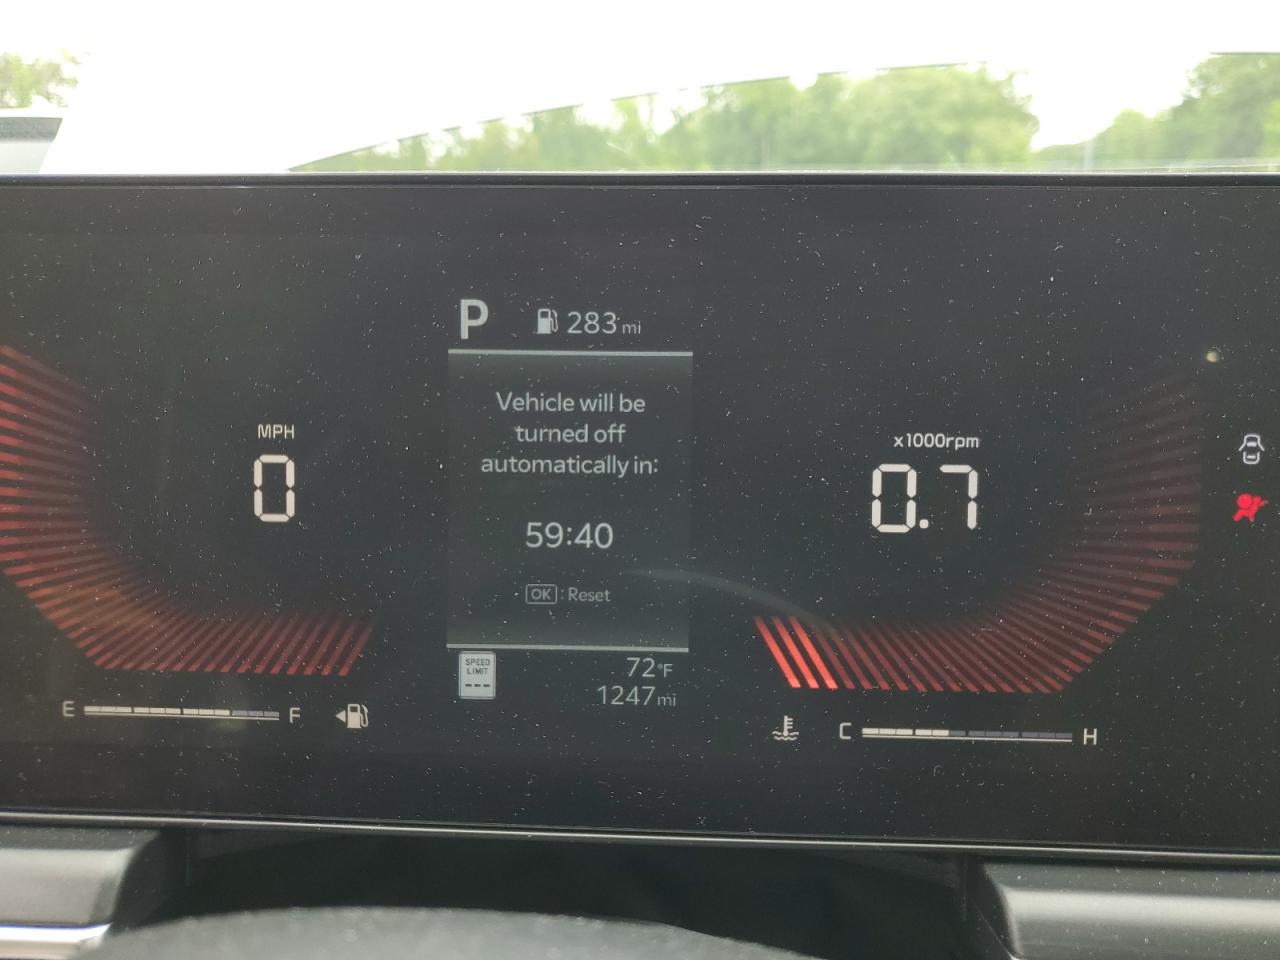 P 283 mi
Vehicle will be
turned off
automatically in:
59:40
OK : Reset
MPH
0
x1000rpm
0.7
SPEED
LIMIT
---
72°F
1247 mi
E F
C H